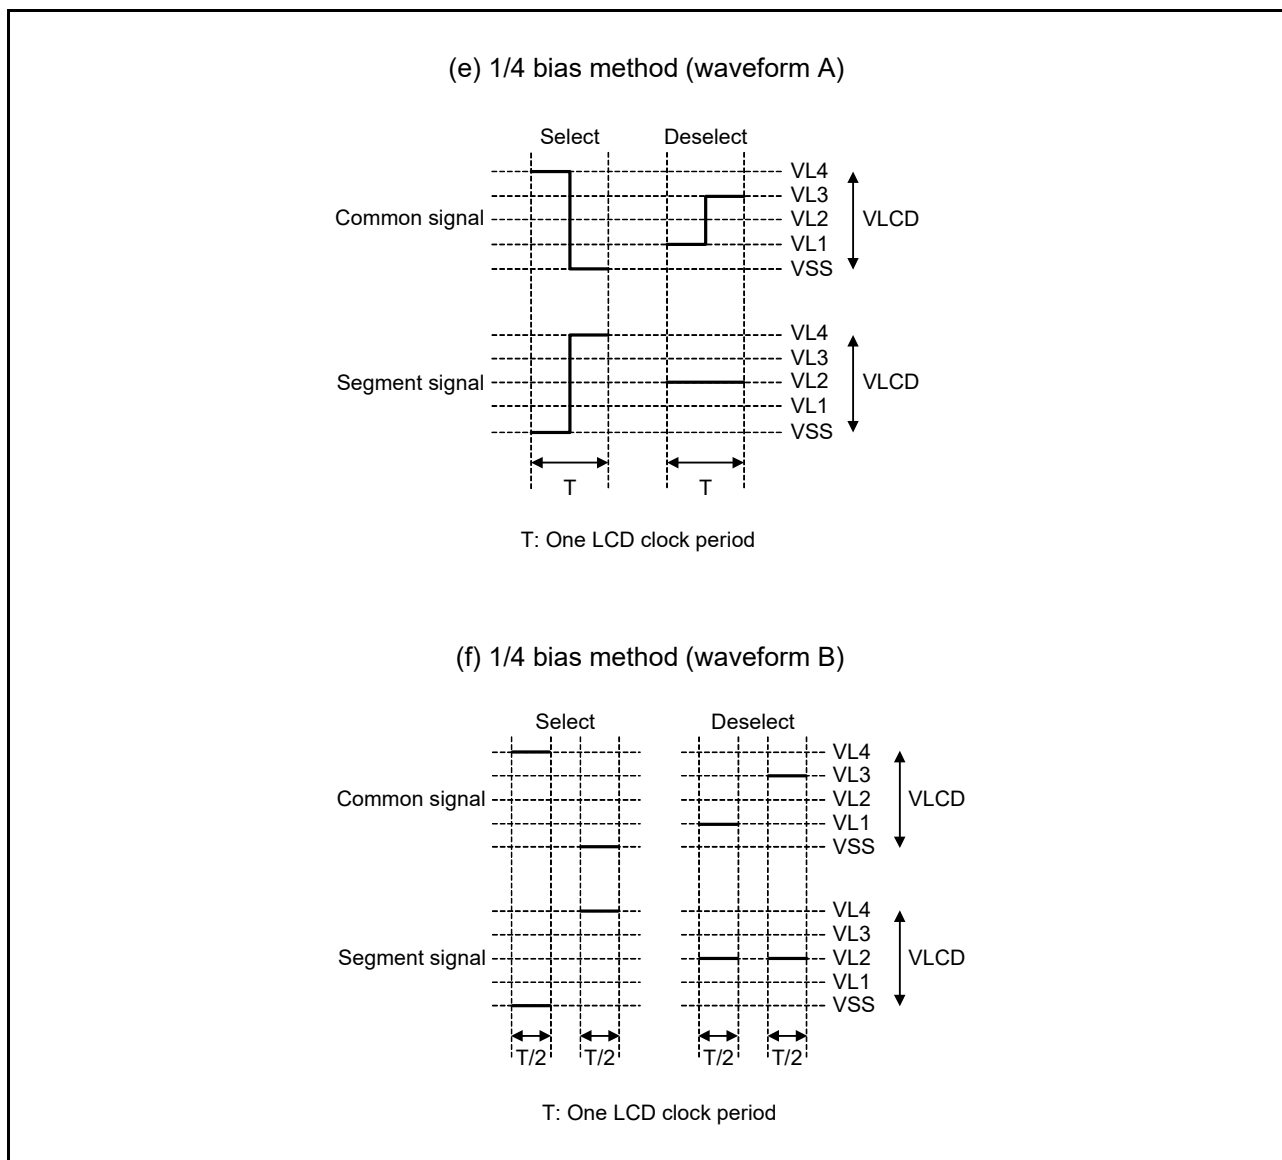 (e) 1/4 bias method (waveform A)
Select Deselect
VL4
VL3
Common signal VL2 VLCD
VL1
VSS
VL4
VL3
Segment signal VL2 VLCD
VL1
VSS
T T
T: One LCD clock period
(f) 1/4 bias method (waveform B)
Select Deselect
VL4
VL3
Common signal VL2 VLCD
VL1
VSS
VL4
VL3
Segment signal VL2 VLCD
VL1
VSS
T/2 T/2 T/2 T/2
T: One LCD clock period